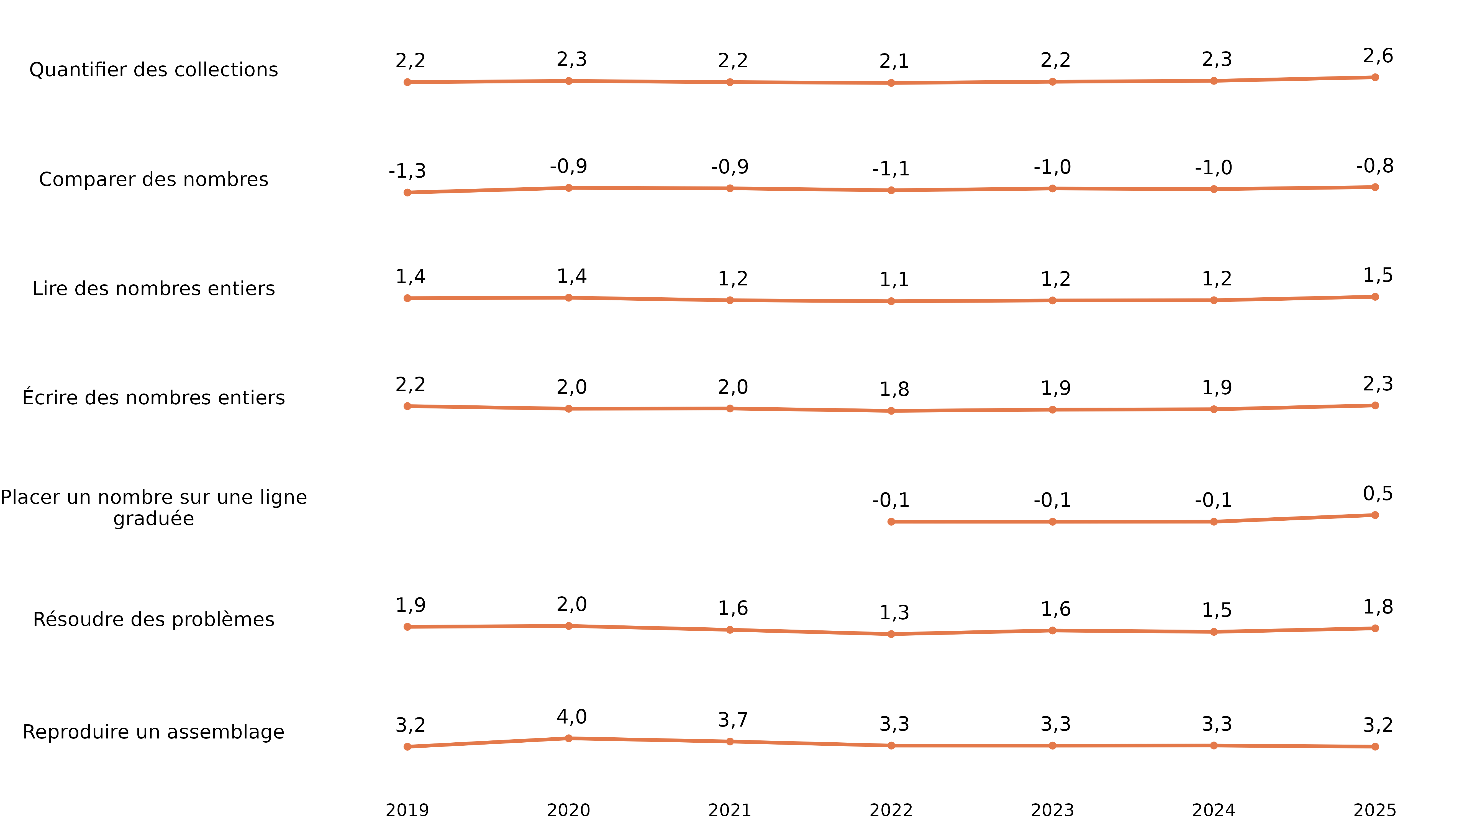 Quantifier des collections
2,2 2,3 2,2 2,1 2,2 2,3 2,6
Comparer des nombres
-1,3 -0,9 -0,9 -1,1 -1,0 -1,0 -0,8
Lire des nombres entiers
1,4 1,4 1,2 1,1 1,2 1,2 1,5
Écrire des nombres entiers
2,2 2,0 2,0 1,8 1,9 1,9 2,3
Placer un nombre sur une ligne
graduée
-0,1 -0,1 -0,1 0,5
Résoudre des problèmes
1,9 2,0 1,6 1,3 1,6 1,5 1,8
Reproduire un assemblage
3,2 4,0 3,7 3,3 3,3 3,3 3,2
2019 2020 2021 2022 2023 2024 2025